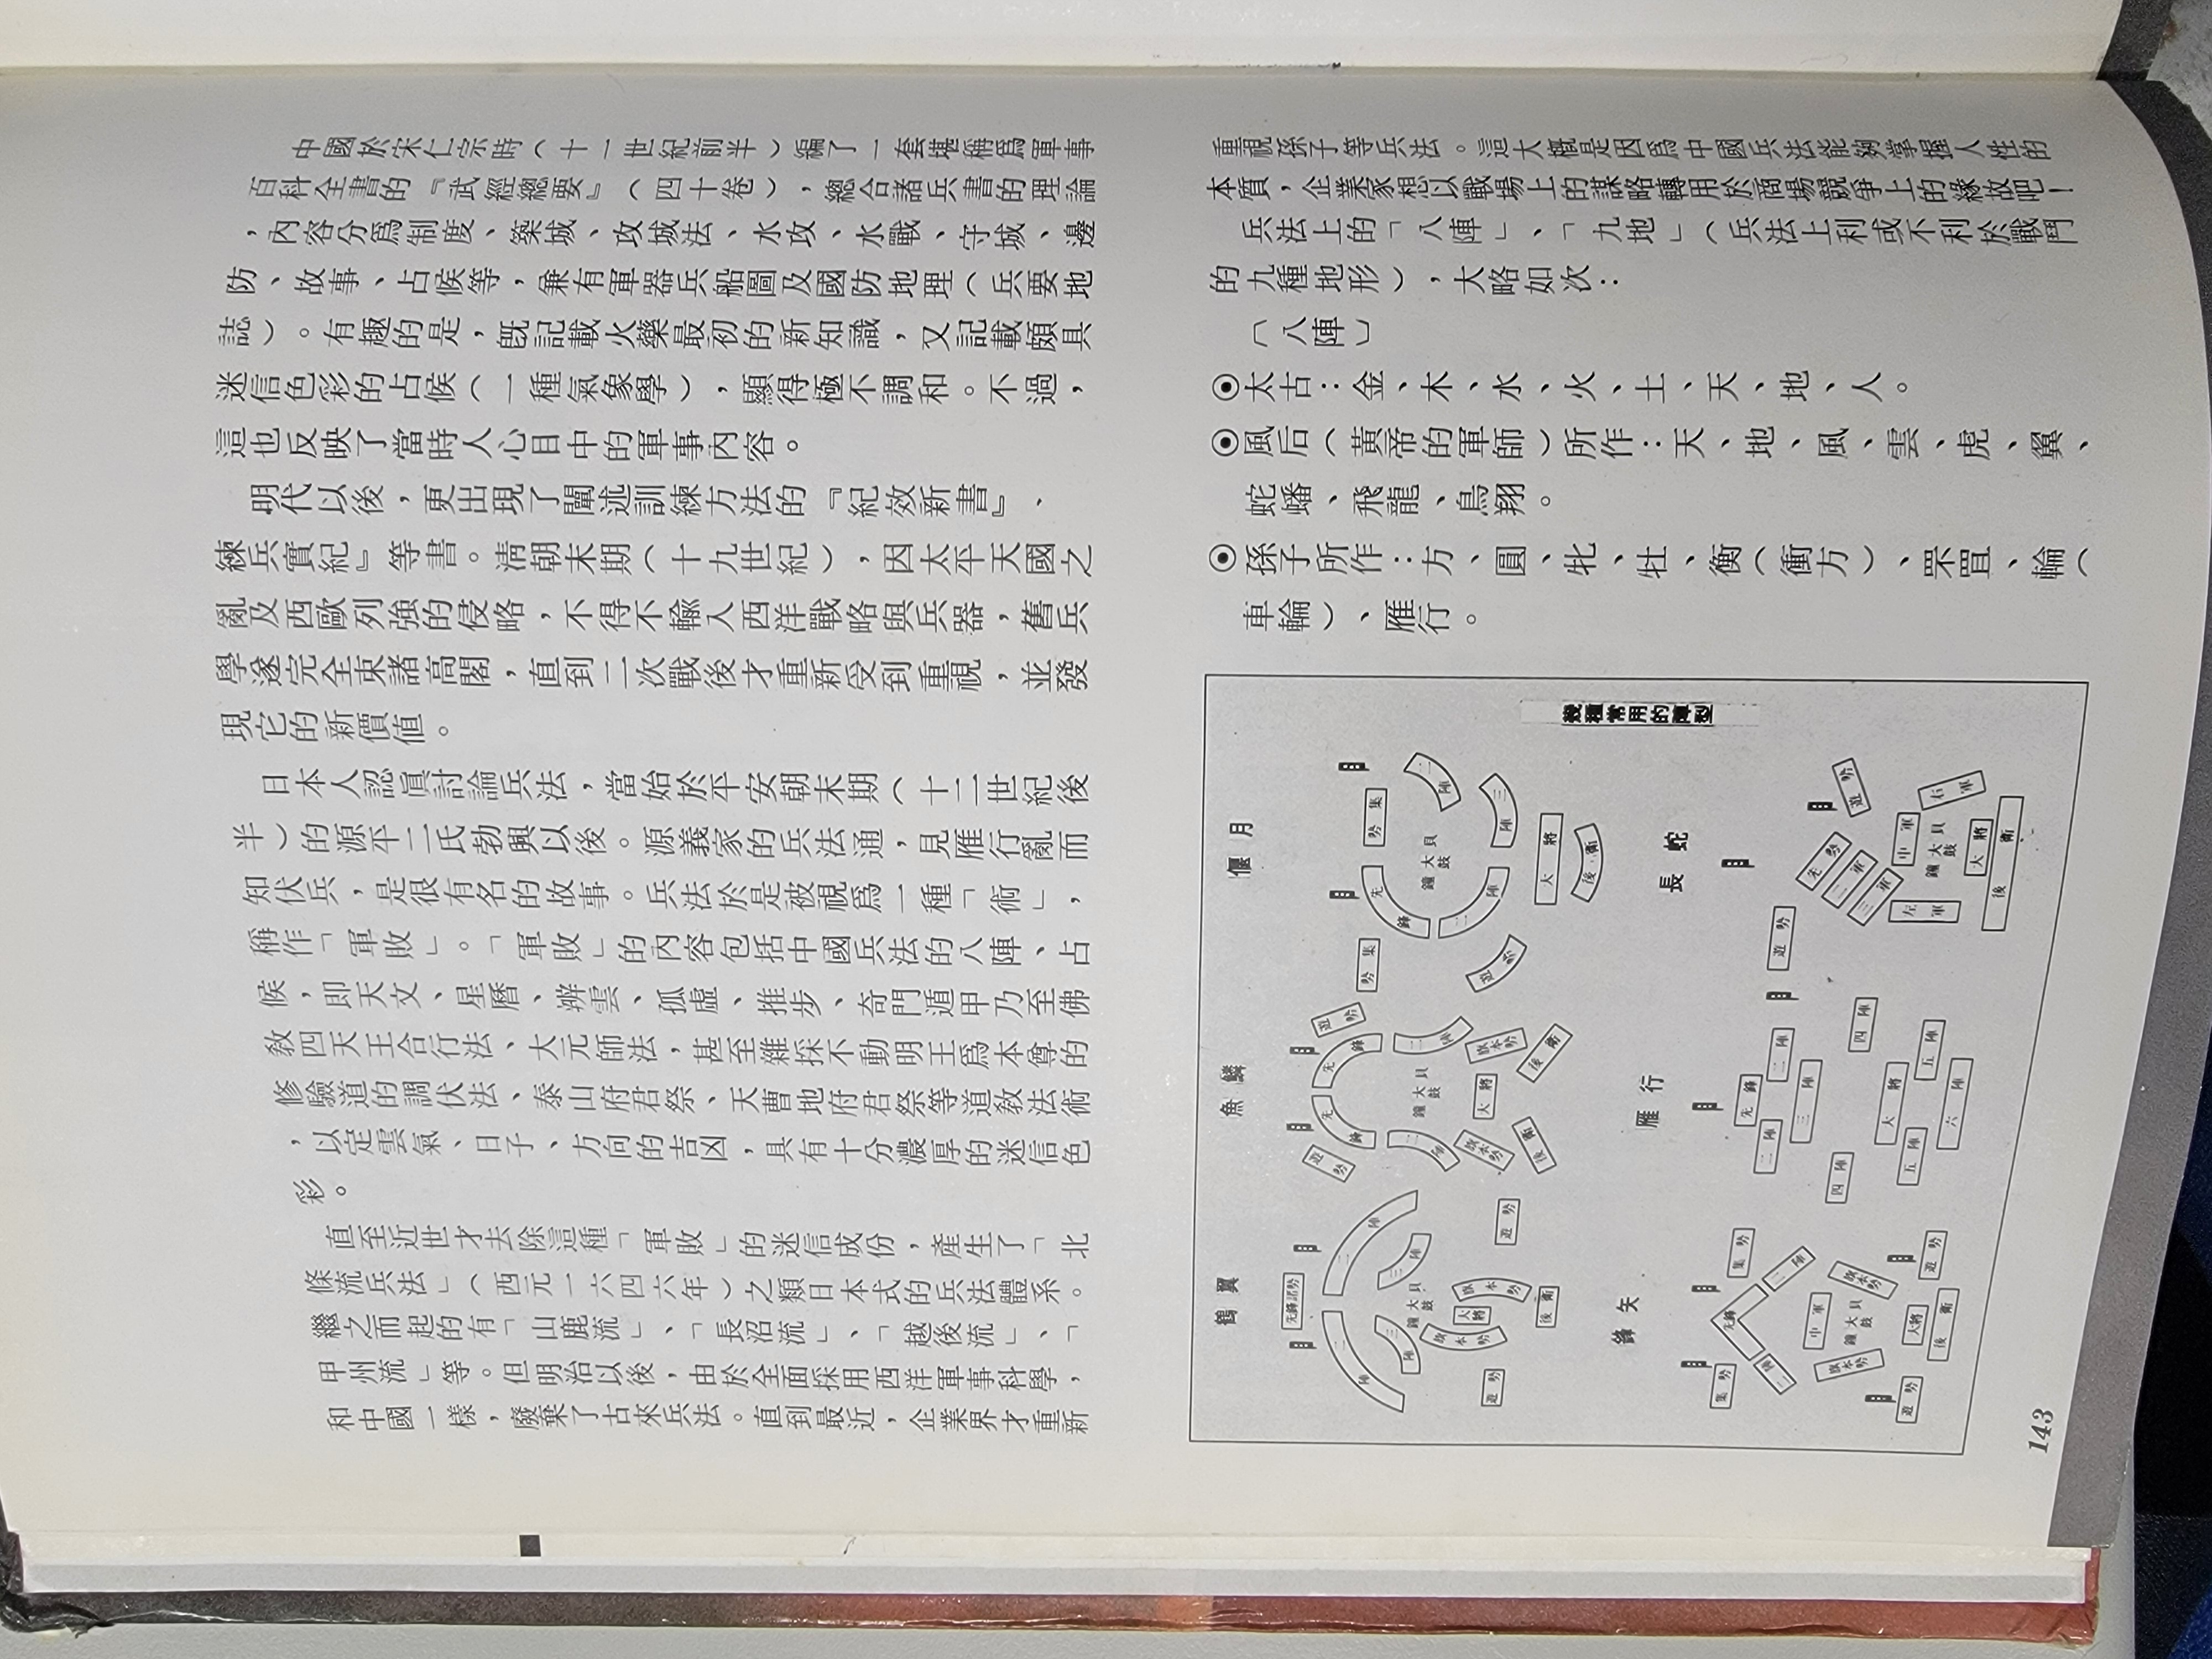 中國於宋仁宗時（十一世紀前半）編了一套堪稱爲軍事
百科全書的『武經總要』（四十卷），總合諸兵書的理論
，內容分爲制度、築城、攻城法、水攻、水戰、守城、邊
防、故事、占候等，兼有軍器兵船圖及國防地理（兵要地
誌）。有趣的是，旣記載火藥最初的新知識，又記載頗具
迷信色彩的占候（一種氣象學），顯得極不調和。不過，
這也反映了當時人心目中的軍事內容。
明代以後，更出現了闡述訓練方法的『紀效新書』、
練兵實紀』等書。淸朝末期（十九世紀），因太平天國之
亂及西歐列強的侵略，不得不輸入西洋戰略與兵器，舊兵
學遂完全束諸高閣，直到二次戰後才重新受到重視，並發
現它的新價値。
日本人認眞討論兵法，當始於平安朝末期（十二世紀後
半）的源平二氏勃興以後。源義家的兵法通，見雁行亂而
知伏兵，是很有名的故事。兵法於是被視爲一種「術」，
稱作「軍敗」。「軍敗」的內容包括中國兵法的八陣、占
候，即天文、星曆、辨雲、孤虛、推步、奇門遁甲乃至佛
教四天王合行法、大元師法，甚至雜採不動明王爲本尊的
修驗道的調伏法、泰山府君祭、天曹地府君祭等道教法術
，以定雲氣、日子、方向的吉凶，具有十分濃厚的迷信色
彩。
直至近世才去除這種「軍敗」的迷信成份，產生了「北
條流兵法」（西元一六四六年）之類日本式的兵法體系。
繼之而起的有「山鹿流」、「長沼流」、「越後流」、「
甲州流」等。但明治以後，由於全面採用西洋軍事科學，
和中國一樣，廢棄了古來兵法。直到最近，企業界才重新
重視孫子等兵法。這大概是因爲中國兵法能夠掌握人性的
本質，企業家想以戰場上的謀略轉用於商場競爭上的緣故吧！
兵法上的「八陣」、「九地」（兵法上利或不利於戰鬥
的九種地形），大略如次：
〔八陣〕
⦿太古：金、木、水、火、土、天、地、人。
⦿風后（黃帝的軍師）所作：天、地、風、雲、虎、翼、
蛇蟠、飛龍、鳥翔。
⦿孫子所作：方、圓、牝、牡、衡（衝方）、罘罝、輪（
車輪）、雁行。
幾種常用的陣型
偃月
勢集
勢集
先鋒
二陣
二陣
三陣
鐘大貝
鼓
遊勢
大將
後衛
魚鱗
遊勢
遊勢
先鋒
先鋒
二陣
二陣
鐘大貝
鼓
旗本勢
大將
旗本勢
後衛
後衛
鶴翼
先鋒諸勢
二陣
二陣
三陣
三陣
鐘大貝
鼓
旗本勢
大將
旗本勢
遊勢
遊勢
後衛
長蛇
遊勢
遊勢
先勢
二軍
三軍
中軍
左軍
右軍
鐘大貝
鼓
大將
後衛
雁行
先鋒
二陣
二陣
三陣
四陣
四陣
大將
五陣
五陣
六陣
鋒矢
集勢
集勢
先鋒
二陣
二陣
中軍
旗本勢
旗本勢
鐘大貝
鼓
遊勢
大將
遊勢
後衛
143